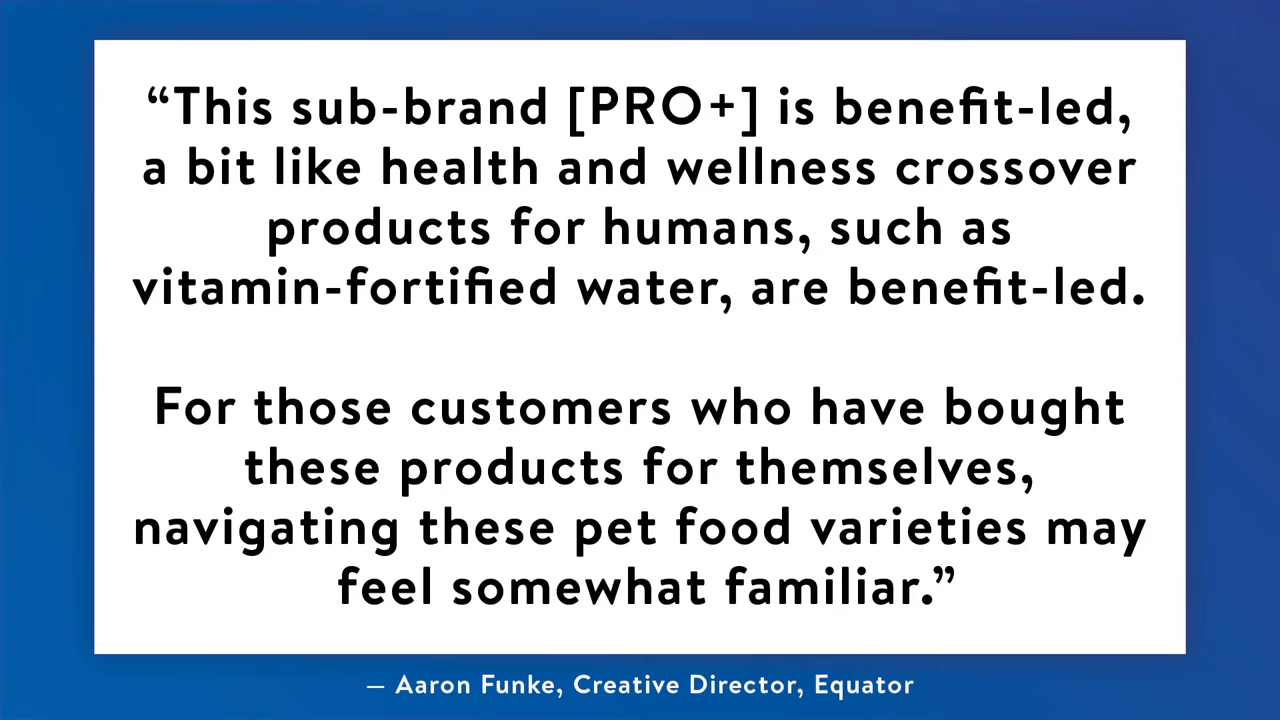 “This sub-brand [PRO+] is benefit-led,
a bit like health and wellness crossover
products for humans, such as
vitamin-fortified water, are benefit-led.
For those customers who have bought
these products for themselves,
navigating these pet food varieties may
feel somewhat familiar.”
– Aaron Funke, Creative Director, Equator